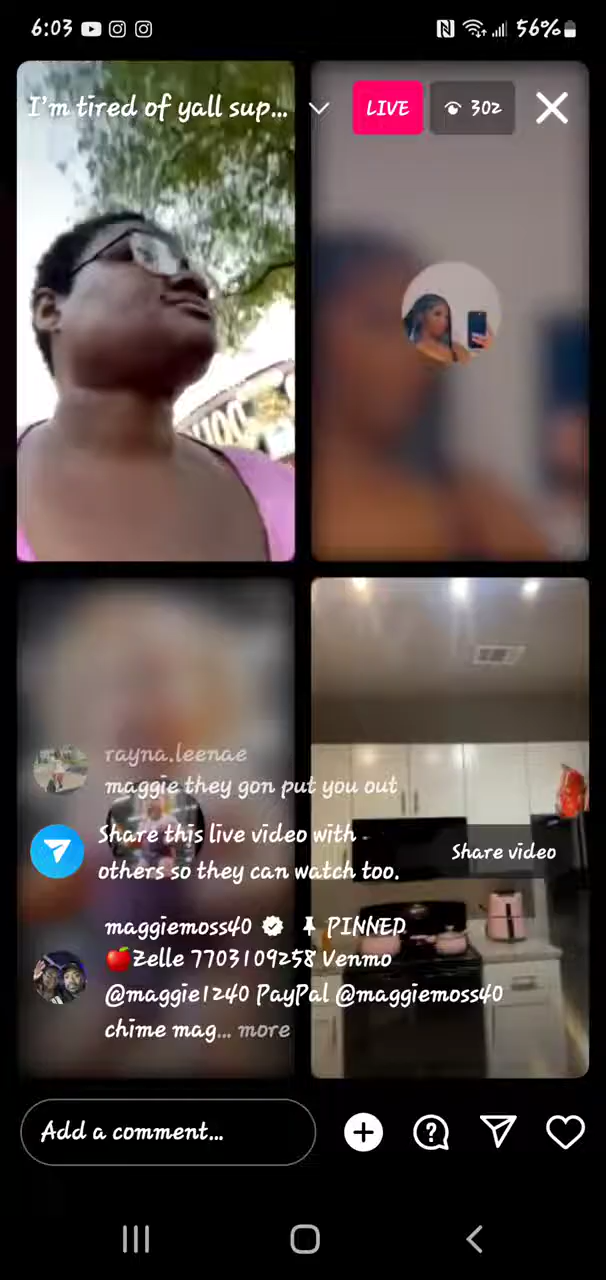 6:03
56%
I'm tired of yall sup...
LIVE
302
rayna.leenae
maggie they gon put you out
Share this live video with
others so they can watch too.
Share video
maggiemoss40 PINNED
🍎Zelle 7703109258 Venmo
@maggie1240 PayPal @maggiemoss40
chime mag... more
Add a comment...